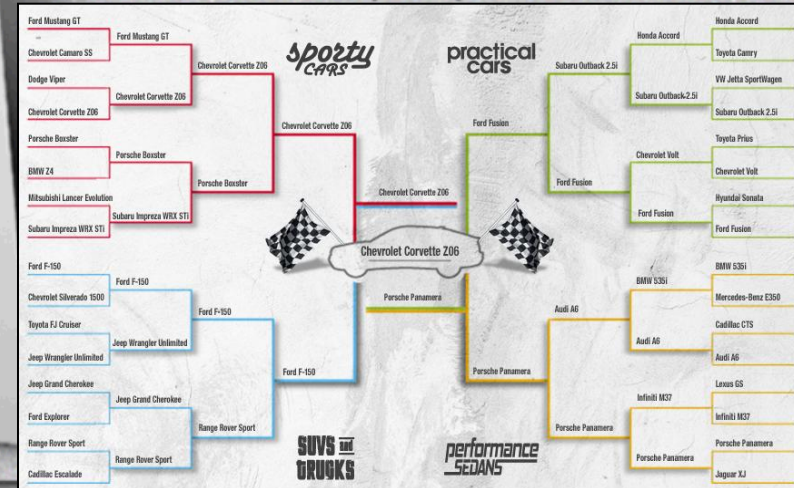 Ford Mustang GT
Chevrolet Camaro SS
Dodge Viper
Chevrolet Corvette Z06
Porsche Boxster
BMW Z4
Mitsubishi Lancer Evolution
Subaru Impreza WRX STi
Ford Mustang GT
Chevrolet Corvette Z06
Porsche Boxster
Subaru Impreza WRX STi
Chevrolet Corvette Z06
Porsche Boxster
Chevrolet Corvette Z06
sporty
CARS
practical
cars
Honda Accord
Toyota Camry
VW Jetta SportWagen
Subaru Outback 2.5i
Toyota Prius
Chevrolet Volt
Hyundai Sonata
Ford Fusion
Honda Accord
Subaru Outback 2.5i
Chevrolet Volt
Ford Fusion
Subaru Outback 2.5i
Ford Fusion
Ford Fusion
Chevrolet Corvette Z06
Chevrolet Corvette Z06
Porsche Panamera
Ford F-150
Chevrolet Silverado 1500
Toyota FJ Cruiser
Jeep Wrangler Unlimited
Jeep Grand Cherokee
Ford Explorer
Range Rover Sport
Cadillac Escalade
Ford F-150
Jeep Wrangler Unlimited
Jeep Grand Cherokee
Range Rover Sport
Ford F-150
Range Rover Sport
Ford F-150
SUVS and
TRUCKS
performance
SEDANS
BMW 535i
Mercedes-Benz E350
Cadillac CTS
Audi A6
Lexus GS
Infiniti M37
Porsche Panamera
Jaguar XJ
BMW 535i
Audi A6
Infiniti M37
Porsche Panamera
Audi A6
Porsche Panamera
Porsche Panamera